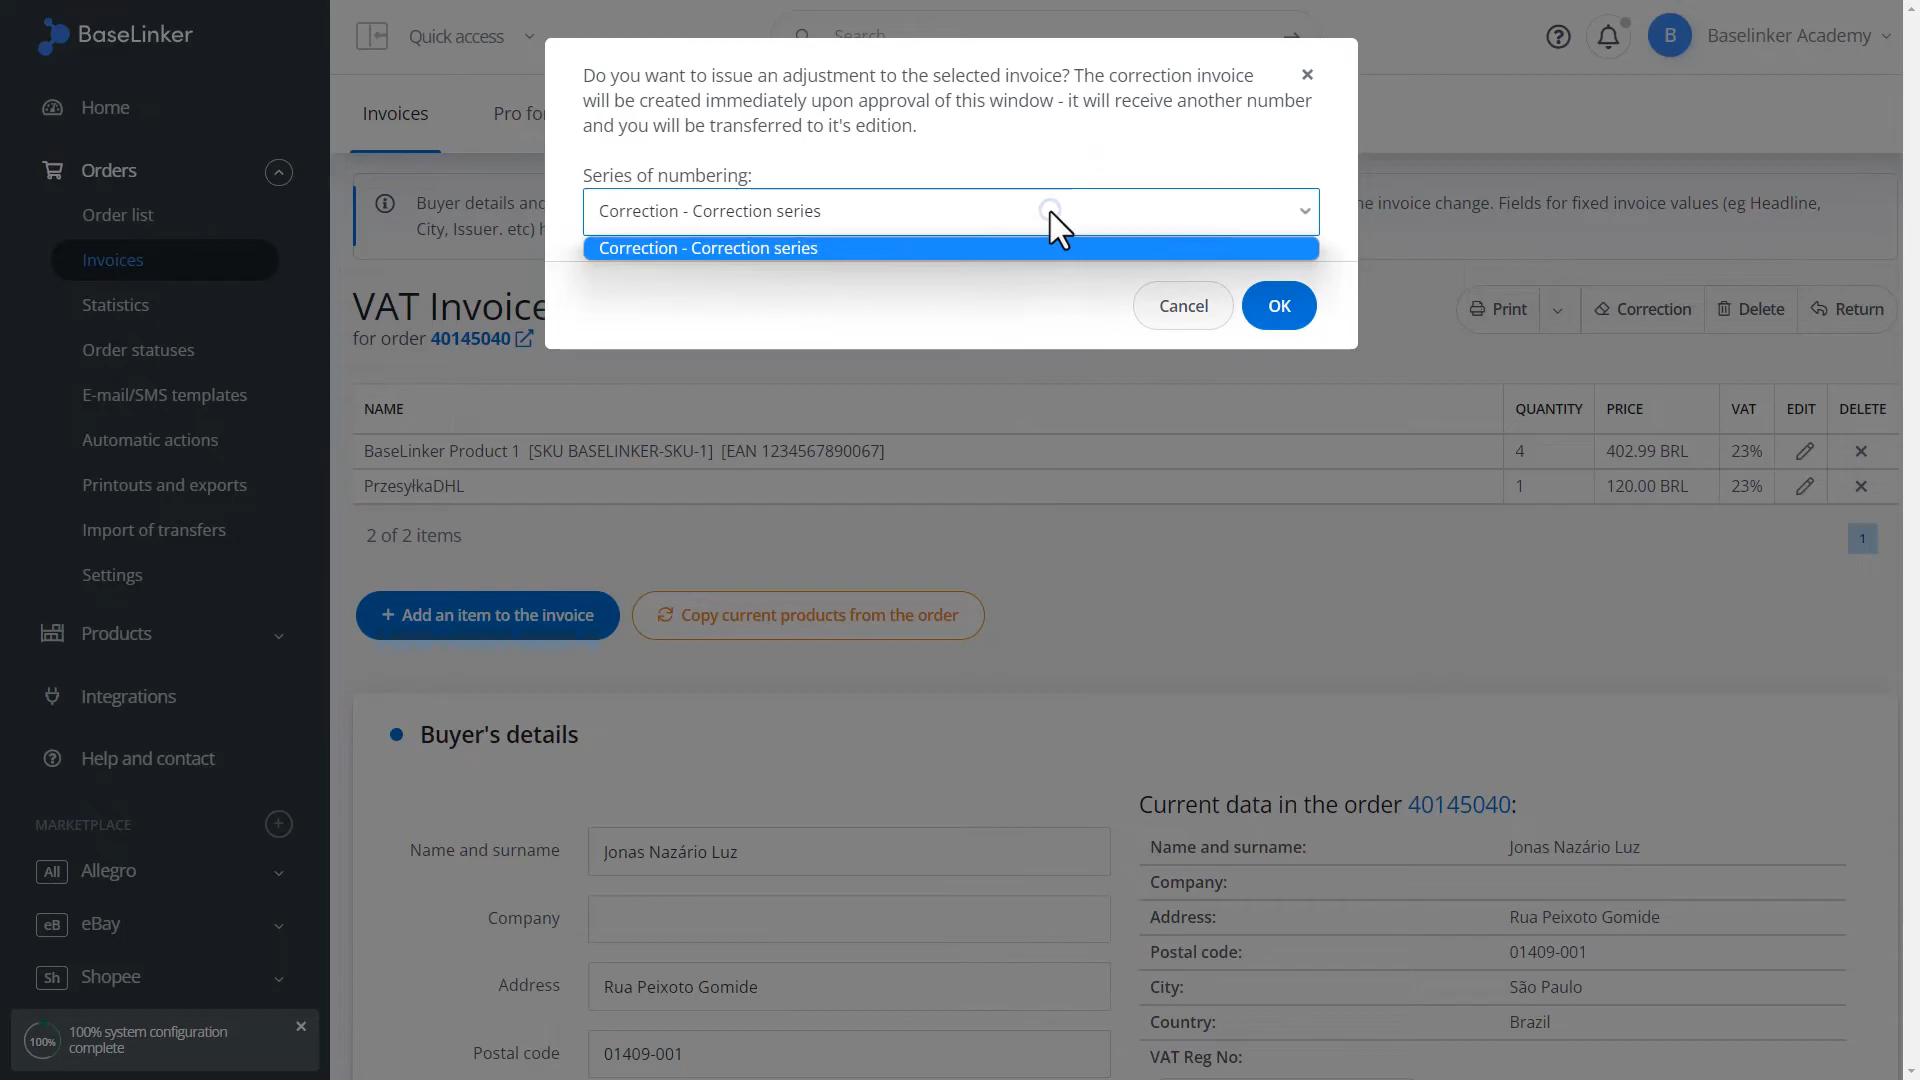 BaseLinker
Quick access
Search
Baselinker Academy
B
Home
Orders
Order list
Invoices
Statistics
Order statuses
E-mail/SMS templates
Automatic actions
Printouts and exports
Import of transfers
Settings
Products
Integrations
Help and contact
MARKETPLACE
All Allegro
eB eBay
Sh Shopee
100% 100% system configuration
complete
Invoices
Pro for
Do you want to issue an adjustment to the selected invoice? The correction invoice
will be created immediately upon approval of this window - it will receive another number
and you will be transferred to it's edition.
Series of numbering:
Correction - Correction series
Correction - Correction series
Cancel
OK
Buyer details and
he invoice change. Fields for fixed invoice values (eg Headline,
City, Issuer. etc) h
VAT Invoice
for order 40145040
Print
Correction
Delete
Return
NAME QUANTITY PRICE VAT EDIT DELETE
BaseLinker Product 1 [SKU BASELINKER-SKU-1] [EAN 1234567890067] 4 402.99 BRL 23%
PrzesyłkaDHL 1 120.00 BRL 23%
2 of 2 items
1
+ Add an item to the invoice
Copy current products from the order
Buyer's details
Name and surname Jonas Nazário Luz
Company
Address Rua Peixoto Gomide
Postal code 01409-001
Current data in the order 40145040:
Name and surname: Jonas Nazário Luz
Company:
Address: Rua Peixoto Gomide
Postal code: 01409-001
City: São Paulo
Country: Brazil
VAT Reg No: